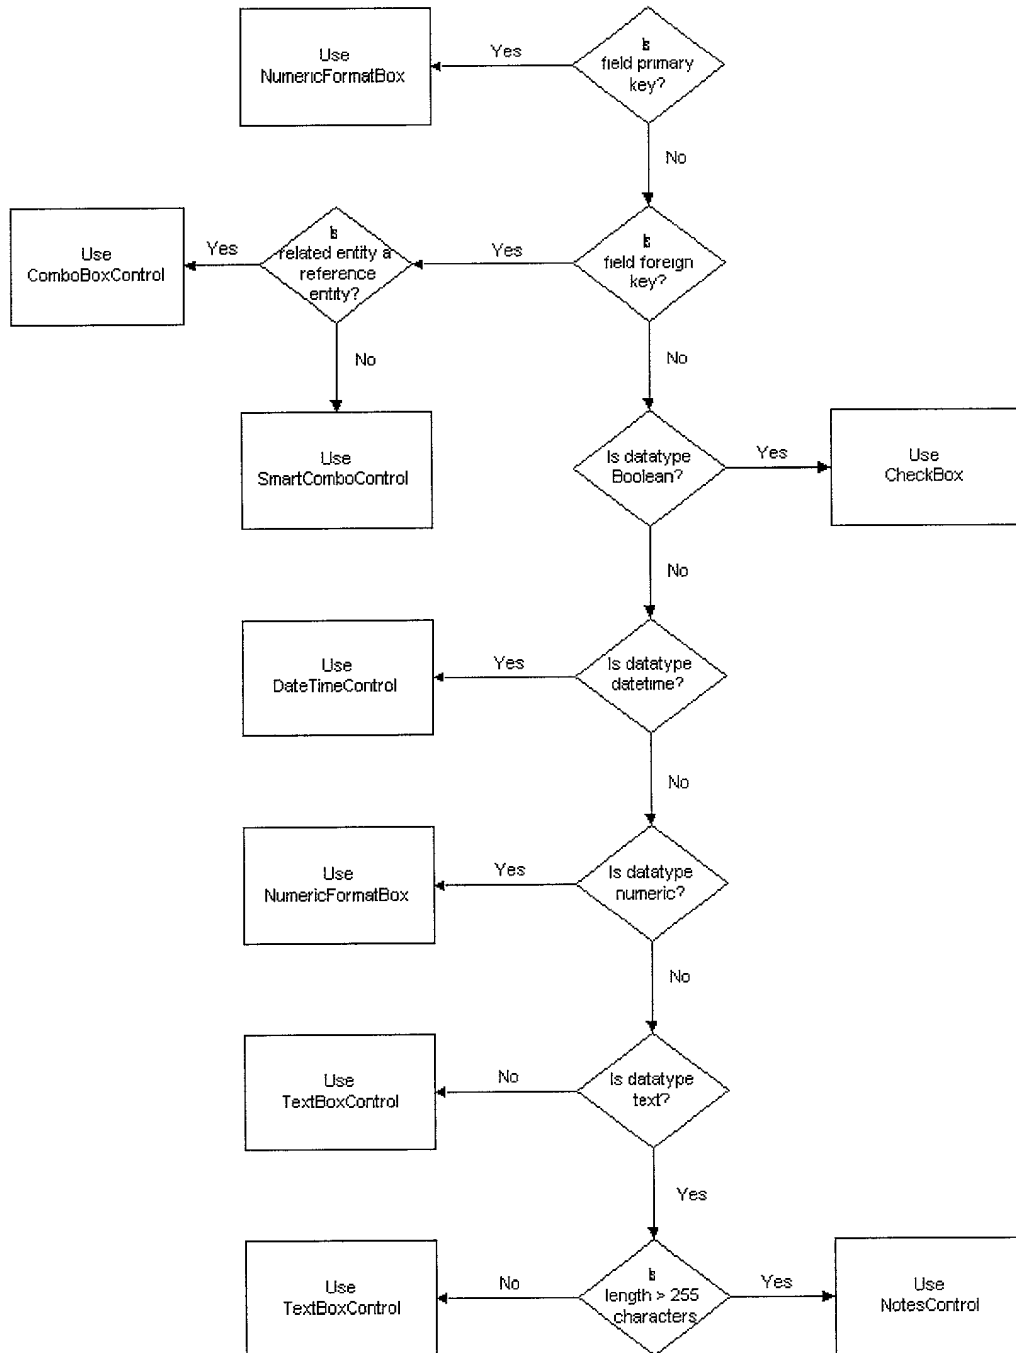 Use
NumericFormatBox
Yes
Is
field primary
key?
No
Use
ComboBoxControl
Yes
Is
related entity a
reference
entity?
Yes
Is
field foreign
key?
No
No
Use
SmartComboControl
Is datatype
Boolean?
Yes
Use
CheckBox
No
Use
DateTimeControl
Yes
Is datatype
datetime?
No
Use
NumericFormatBox
Yes
Is datatype
numeric?
No
Use
TextBoxControl
No
Is datatype
text?
Yes
Use
TextBoxControl
No
Is
length > 255
characters
Yes
Use
NotesControl